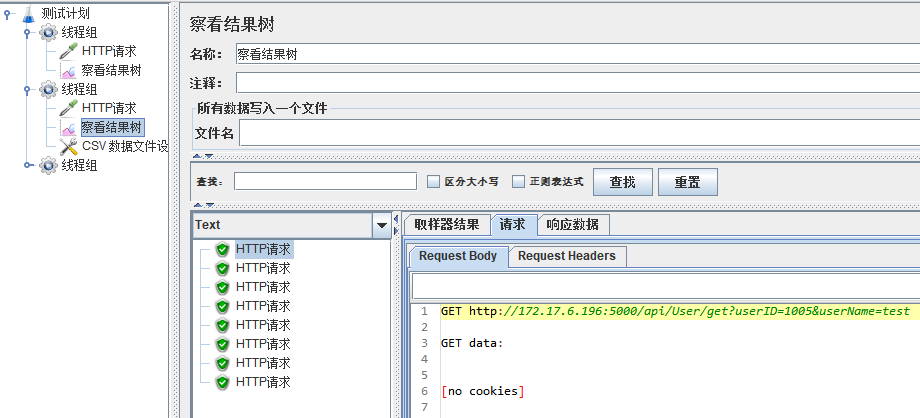 测试计划
线程组
HTTP请求
察看结果树
线程组
HTTP请求
察看结果树
CSV 数据文件设
线程组
察看结果树
名称： 察看结果树
注释：
所有数据写入一个文件
文件名
查找： 区分大小写 正则表达式 查找 重置
Text
HTTP请求
HTTP请求
HTTP请求
HTTP请求
HTTP请求
HTTP请求
HTTP请求
HTTP请求
取样器结果 请求 响应数据
Request Body Request Headers
1 GET http://172.17.6.196:5000/api/User/get?userID=1005&userName=test
2
3 GET data:
4
5
6 [no cookies]
7